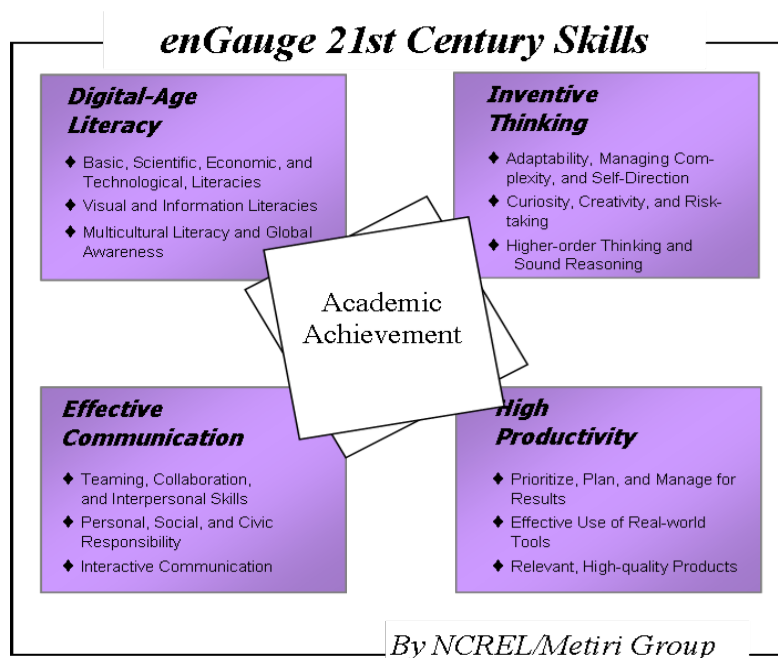 enGauge 21st Century Skills
Digital-Age
Literacy
♦ Basic, Scientific, Economic, and
Technological, Literacies
♦ Visual and Information Literacies
♦ Multicultural Literacy and Global
Awareness
Inventive
Thinking
♦ Adaptability, Managing Com-
plexity, and Self-Direction
♦ Curiosity, Creativity, and Risk-
taking
♦ Higher-order Thinking and
Sound Reasoning
Academic
Achievement
Effective
Communication
♦ Teaming, Collaboration,
and Interpersonal Skills
♦ Personal, Social, and Civic
Responsibility
♦ Interactive Communication
High
Productivity
♦ Prioritize, Plan, and Manage for
Results
♦ Effective Use of Real-world
Tools
♦ Relevant, High-quality Products
By NCREL/Metiri Group